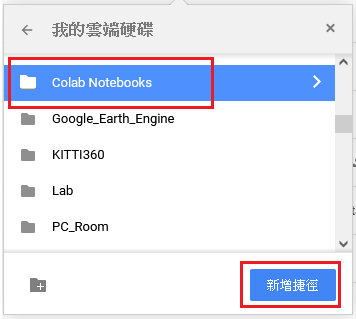 我的雲端硬碟
Colab Notebooks
Google_Earth_Engine
KITTI360
Lab
PC_Room
新增捷徑